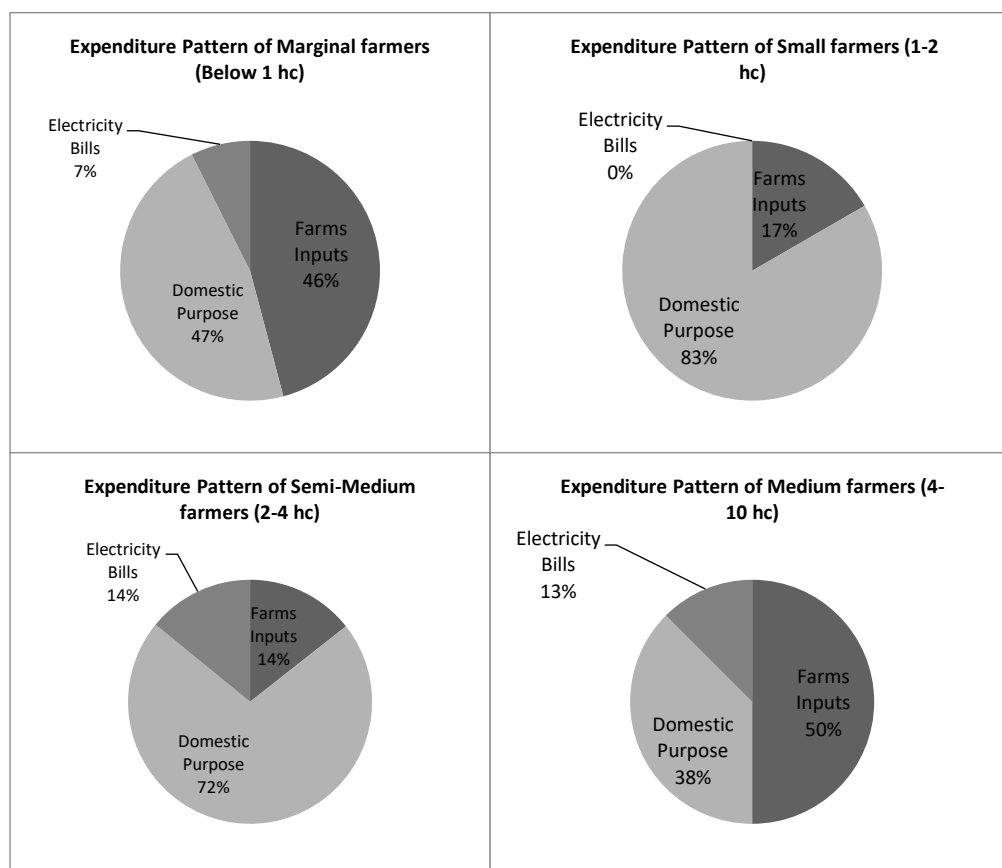 Expenditure Pattern of Marginal farmers
(Below 1 hc)
Electricity
Bills
7%
Farms
Inputs
46%
Domestic
Purpose
47%
Expenditure Pattern of Small farmers (1-2
hc)
Electricity
Bills
0%
Farms
Inputs
17%
Domestic
Purpose
83%
Expenditure Pattern of Semi-Medium
farmers (2-4 hc)
Electricity
Bills
14%
Farms
Inputs
14%
Domestic
Purpose
72%
Expenditure Pattern of Medium farmers (4-
10 hc)
Electricity
Bills
13%
Farms
Inputs
50%
Domestic
Purpose
38%